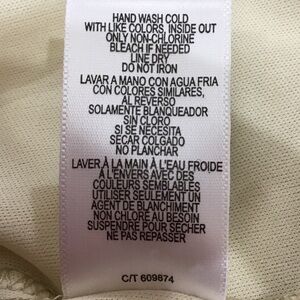 HAND WASH COLD
WITH LIKE COLORS, INSIDE OUT
ONLY NON-CHLORINE
BLEACH IF NEEDED
LINE DRY
DO NOT IRON
LAVAR A MANO CON AGUA FRIA
CON COLORES SIMILARES,
AL REVERSO
SOLAMENTE BLANQUEADOR
SIN CLORO
SI SE NECESITA
SECAR COLGADO
NO PLANCHAR
LAVER À LA MAIN À L'EAU FROIDE
À L'ENVERS AVEC DES
COULEURS SEMBLABLES
UTILISER SEULEMENT UN
AGENT DE BLANCHIMENT
NON CHLORÉ AU BESOIN
SUSPENDRE POUR SÉCHER
NE PAS REPASSER
C/T 609874